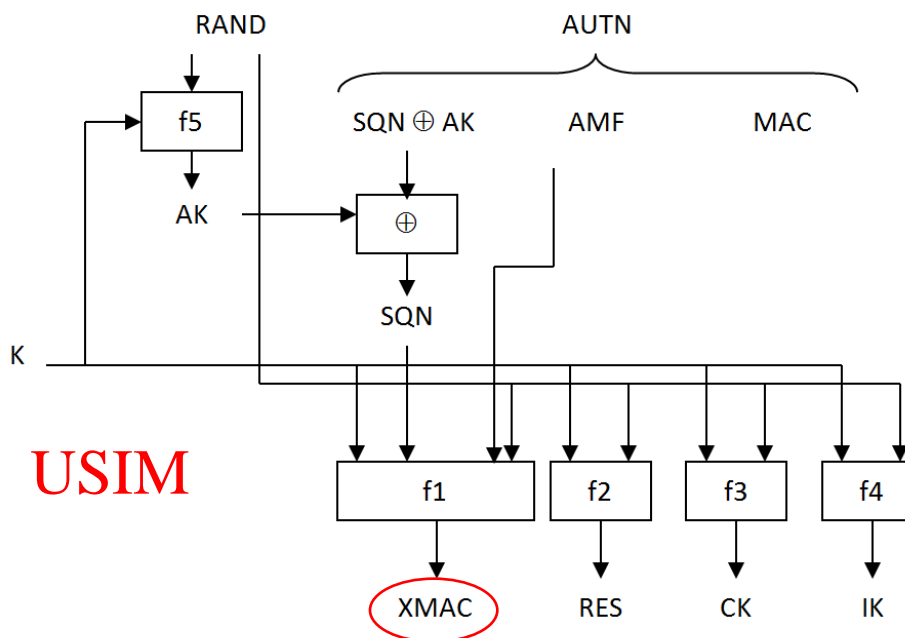 RAND AUTN
f5 SQN ⊕ AK AMF MAC
AK ⊕
SQN
K
USIM
f1 f2 f3 f4
XMAC RES CK IK